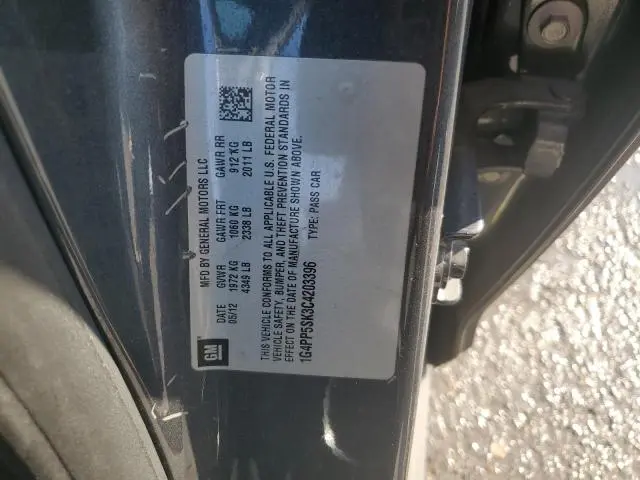 GM
MFD BY GENERAL MOTORS LLC
DATE GVWR GAWR FRT GAWR RR
05/12 1972 KG 1060 KG 912 KG
4349 LB 2338 LB 2011 LB
THIS VEHICLE CONFORMS TO ALL APPLICABLE U.S. FEDERAL MOTOR
VEHICLE SAFETY, BUMPER, AND THEFT PREVENTION STANDARDS IN
EFFECT ON THE DATE OF MANUFACTURE SHOWN ABOVE.
1G4PP5SK3C4203396 TYPE: PASS CAR